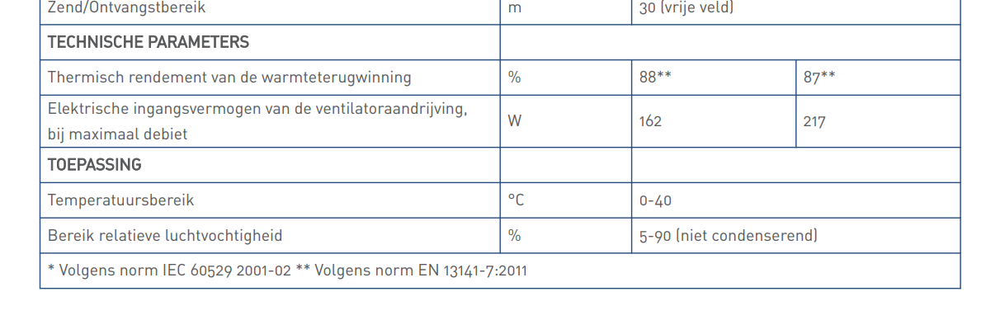 Zend/Ontvangstbereik m 30 (vrije veld)
TECHNISCHE PARAMETERS
Thermisch rendement van de warmteterugwinning % 88** 87**
Elektrische ingangsvermogen van de ventilatoraandrijving,
bij maximaal debiet W 162 217
TOEPASSING
Temperatuursbereik °C 0-40
Bereik relatieve luchtvochtigheid % 5-90 (niet condenserend)
* Volgens norm IEC 60529 2001-02 ** Volgens norm EN 13141-7:2011